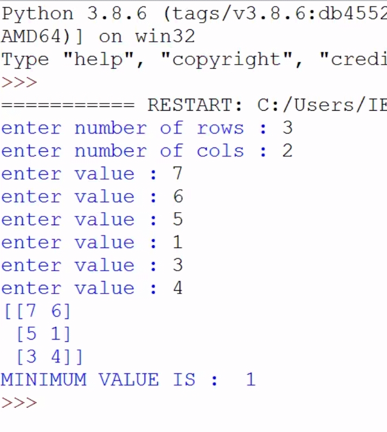 Python 3.8.6 (tags/v3.8.6:db4552
AMD64)] on win32
Type "help", "copyright", "credi
>>>
=========== RESTART: C:/Users/IE
enter number of rows : 3
enter number of cols : 2
enter value : 7
enter value : 6
enter value : 5
enter value : 1
enter value : 3
enter value : 4
[[7 6]
 [5 1]
 [3 4]]
MINIMUM VALUE IS :  1
>>>